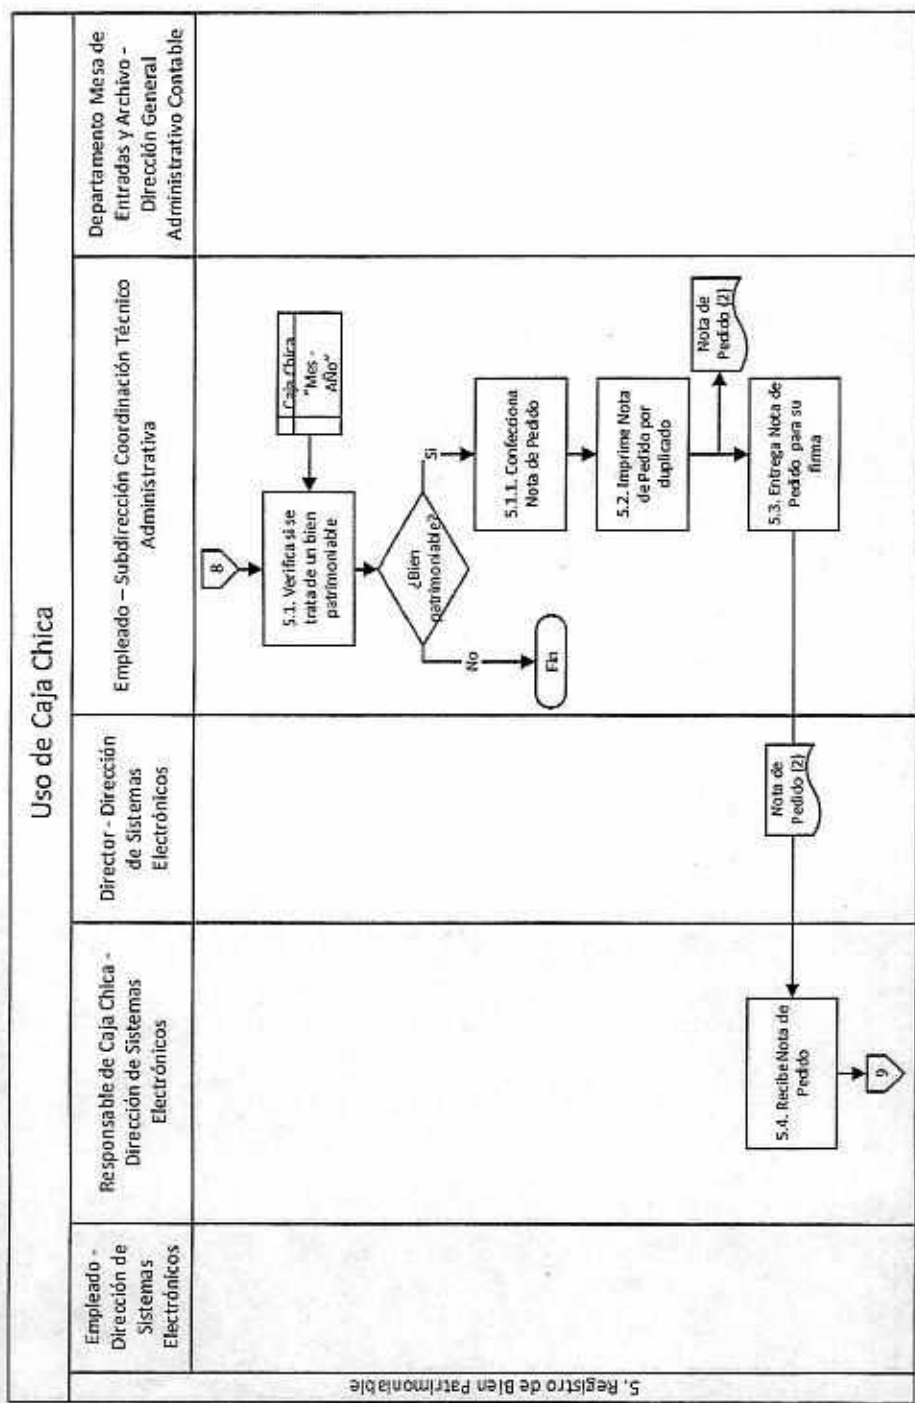 Uso de Caja Chica
Empleado -
Dirección de
Sistemas
Electrónicos
Responsable de Caja Chica -
Dirección de Sistemas
Electrónicos
Director - Dirección
de Sistemas
Electrónicos
Empleado – Subdirección Coordinación Técnico
Administrativa
Departamento Mesa de
Entradas y Archivo –
Dirección General
Administrativo Contable
5. Registro de Bien Patrimoniable
8
Caja Chica
"Mes -
AÑo"
5.1. Verifica si se
trata de un bien
patrimoniable
¿Bien
patrimoniable?
No
Si
Fin
5.1.1. Confecciona
Nota de Pedido
5.2. Imprime Nota
de Pedido por
duplicado
Nota de
Pedido (2)
5.3. Entrega Nota de
Pedido para su
firma
Nota de
Pedido (2)
5.4. Recibe Nota de
Pedido
9